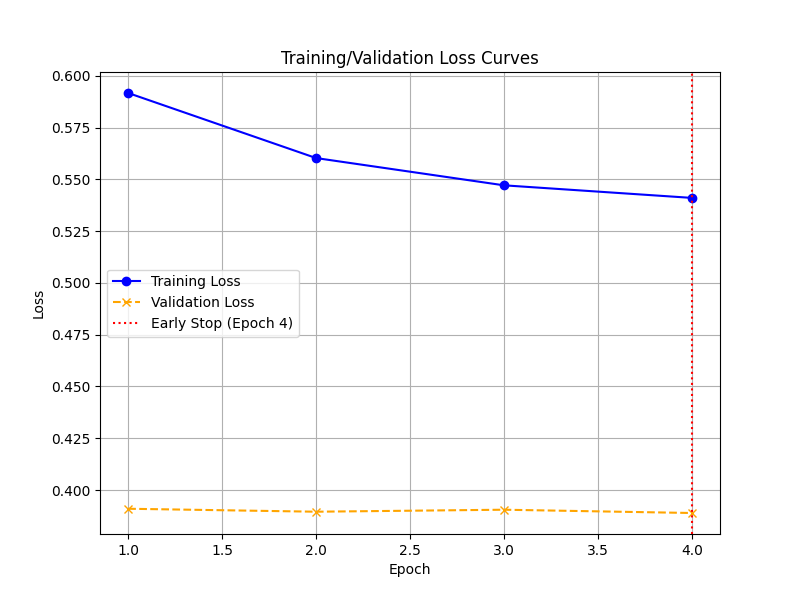 Training/Validation Loss Curves
0.600
0.575
0.550
0.525
0.500
0.475
0.450
0.425
0.400
Loss
Training Loss
Validation Loss
Early Stop (Epoch 4)
1.0 1.5 2.0 2.5 3.0 3.5 4.0
Epoch